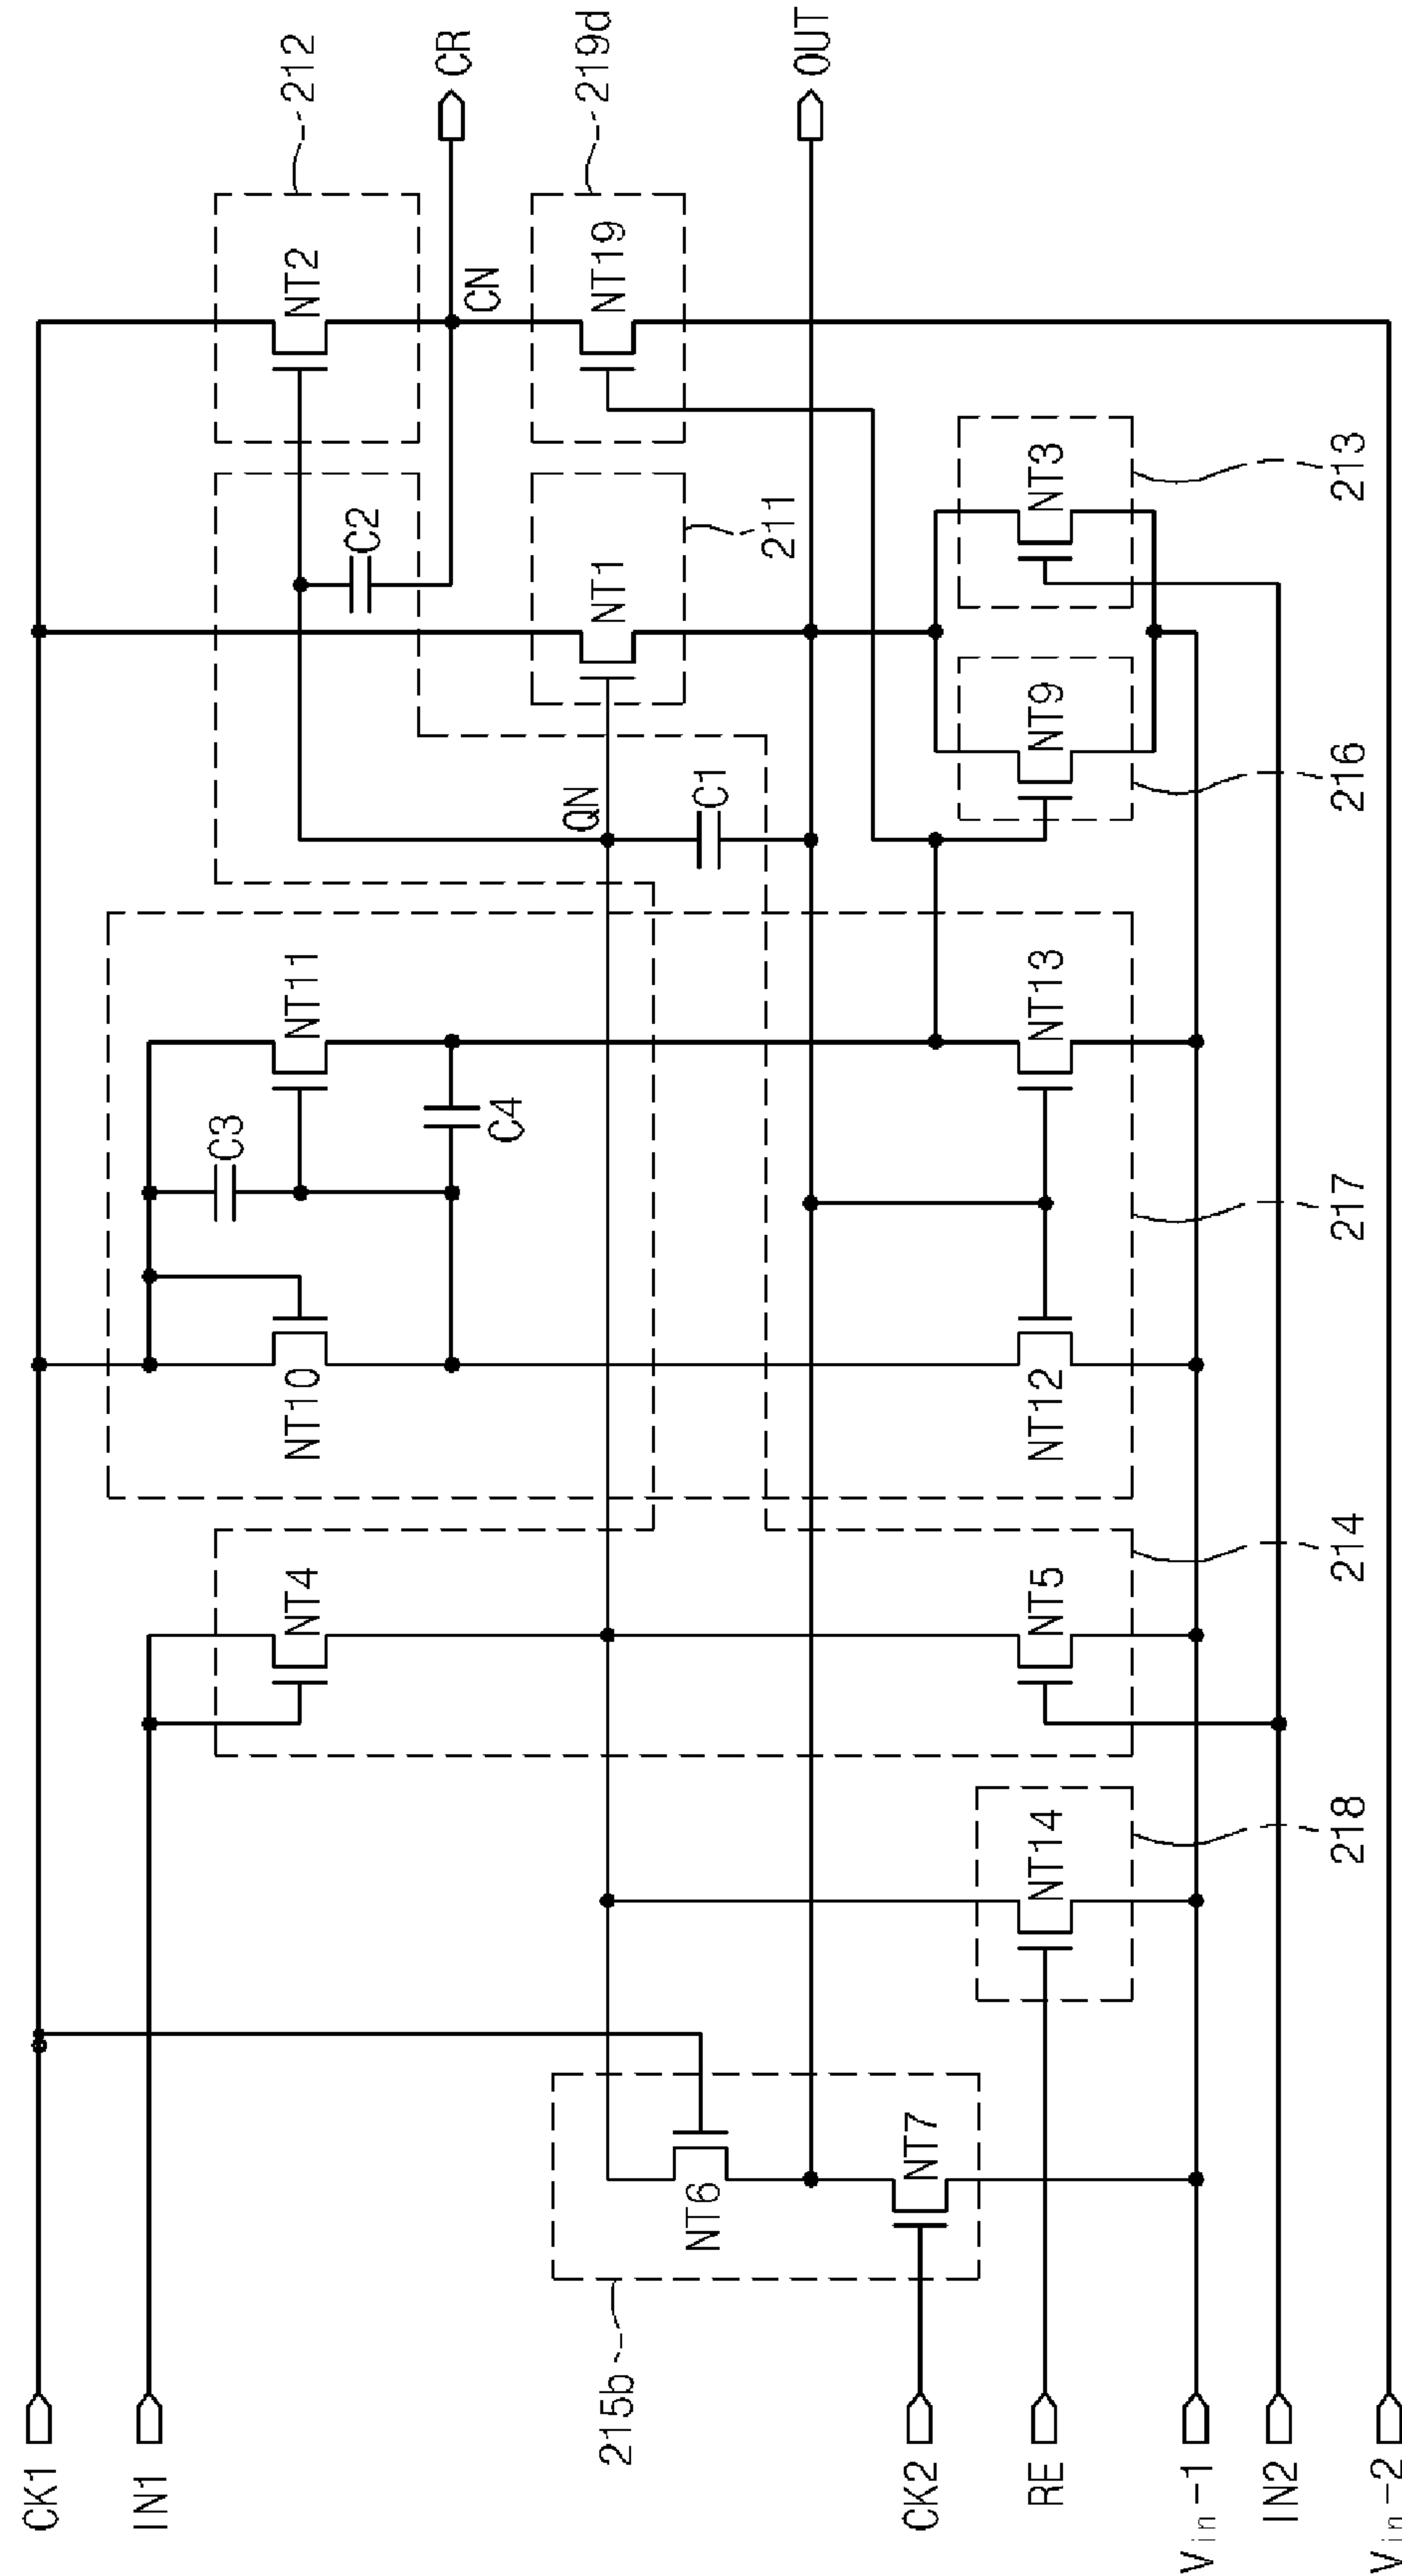 CK1
IN1
215b
CK2
RE
Vin-1
IN2
Vin-2
NT6
NT7
NT14
218
NT4
NT5
214
NT10
NT11
C3
C4
NT12
NT13
217
QN
C1
C2
NT1
211
NT9
216
NT3
213
NT2
212
CN
NT19
219d
CR
OUT